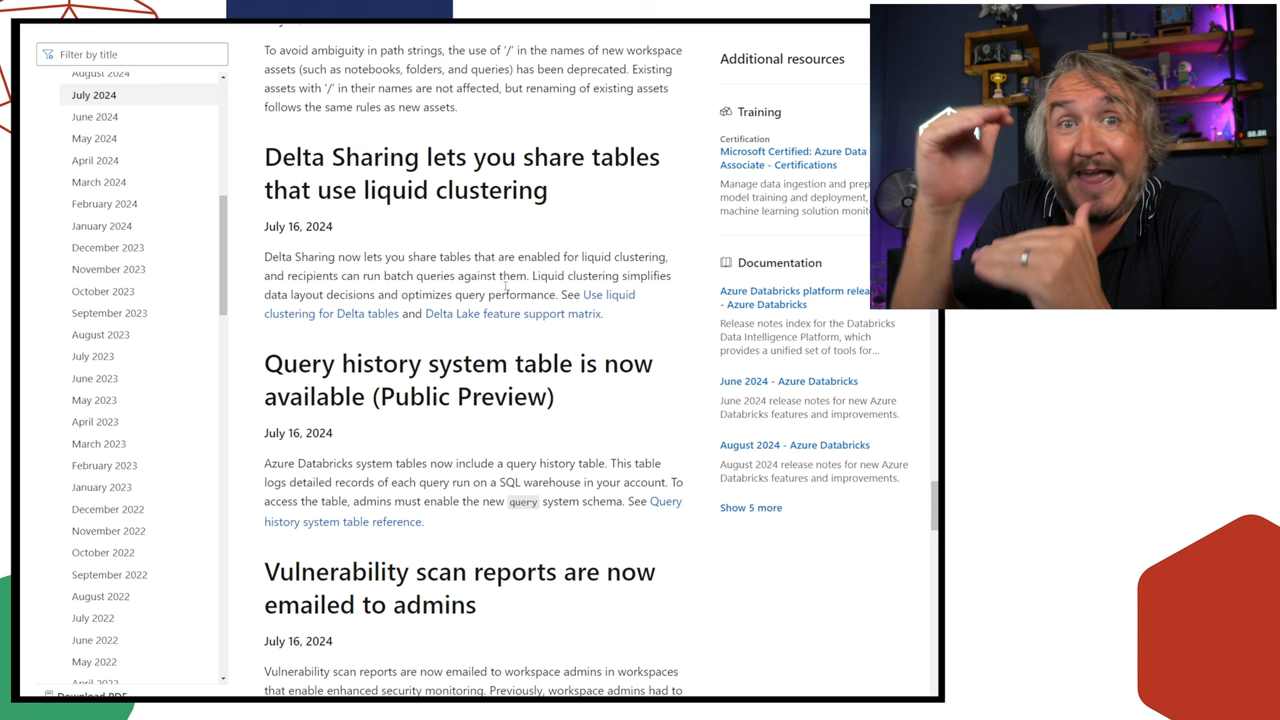 Filter by title
August 2024
July 2024
June 2024
May 2024
April 2024
March 2024
February 2024
January 2024
December 2023
November 2023
October 2023
September 2023
August 2023
July 2023
June 2023
May 2023
April 2023
March 2023
February 2023
January 2023
December 2022
November 2022
October 2022
September 2022
August 2022
July 2022
June 2022
May 2022
April 2022
Download PDF
To avoid ambiguity in path strings, the use of '/' in the names of new workspace
assets (such as notebooks, folders, and queries) has been deprecated. Existing
assets with '/' in their names are not affected, but renaming of existing assets
follows the same rules as new assets.
Delta Sharing lets you share tables
that use liquid clustering
July 16, 2024
Delta Sharing now lets you share tables that are enabled for liquid clustering,
and recipients can run batch queries against them. Liquid clustering simplifies
data layout decisions and optimizes query performance. See Use liquid
clustering for Delta tables and Delta Lake feature support matrix.
Query history system table is now
available (Public Preview)
July 16, 2024
Azure Databricks system tables now include a query history table. This table
logs detailed records of each query run on a SQL warehouse in your account. To
access the table, admins must enable the new query system schema. See Query
history system table reference.
Vulnerability scan reports are now
emailed to admins
July 16, 2024
Vulnerability scan reports are now emailed to workspace admins in workspaces
that enable enhanced security monitoring. Previously, workspace admins had to
Additional resources
Training
Certification
Microsoft Certified: Azure Data
Associate - Certifications
Manage data ingestion and prep
model training and deployment,
machine learning solution monit
Documentation
Azure Databricks platform relea
- Azure Databricks
Release notes index for the Databricks
Data Intelligence Platform, which
provides a unified set of tools for...
June 2024 - Azure Databricks
June 2024 release notes for new Azure
Databricks features and improvements.
August 2024 - Azure Databricks
August 2024 release notes for new Azure
Databricks features and improvements.
Show 5 more